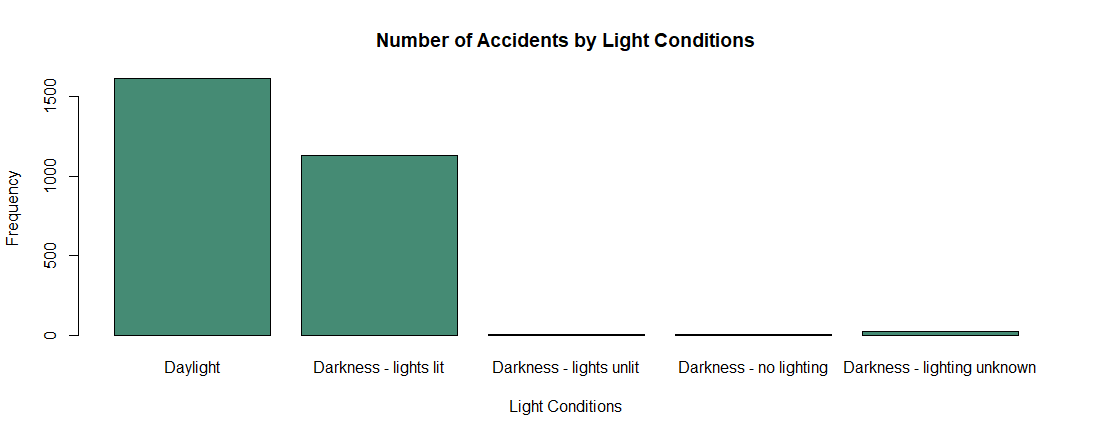 Number of Accidents by Light Conditions
Frequency
1500
1000
500
0
Daylight
Darkness - lights lit
Darkness - lights unlit
Darkness - no lighting
Darkness - lighting unknown
Light Conditions